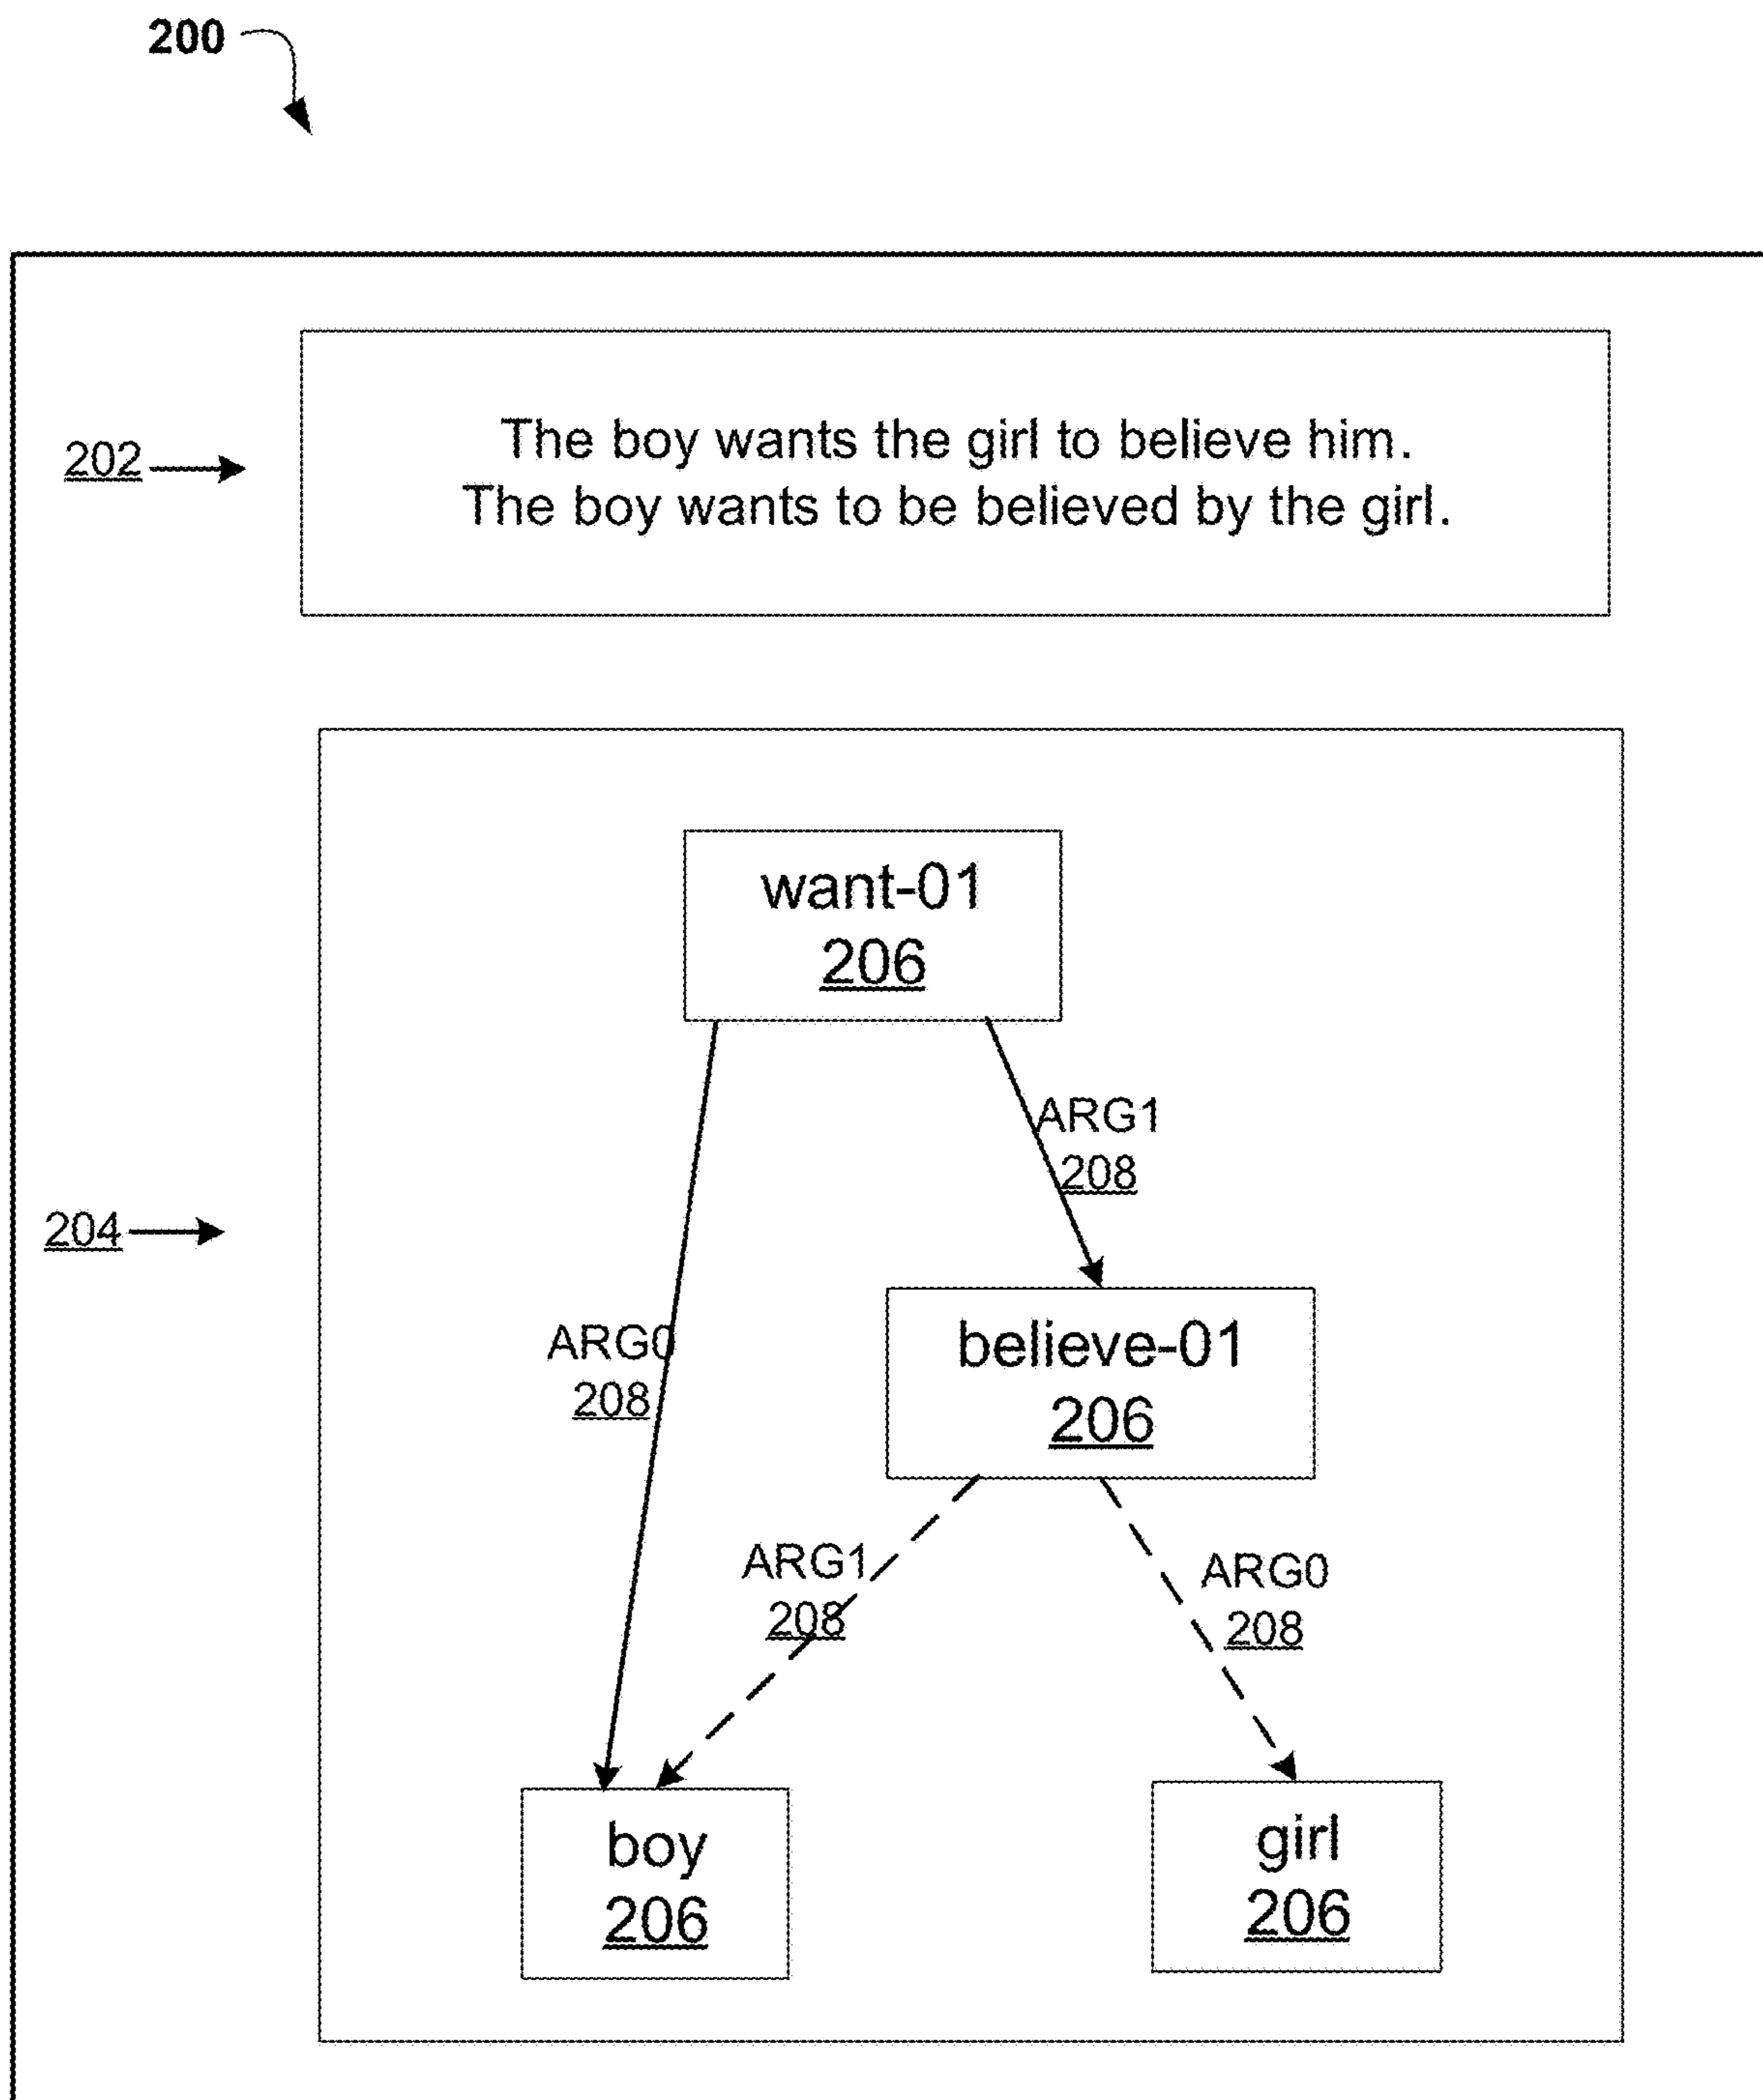 200
202
The boy wants the girl to believe him.
The boy wants to be believed by the girl.
204
want-01
206
ARG1
208
ARG0
208
believe-01
206
ARG1
208
ARG0
208
boy
206
girl
206